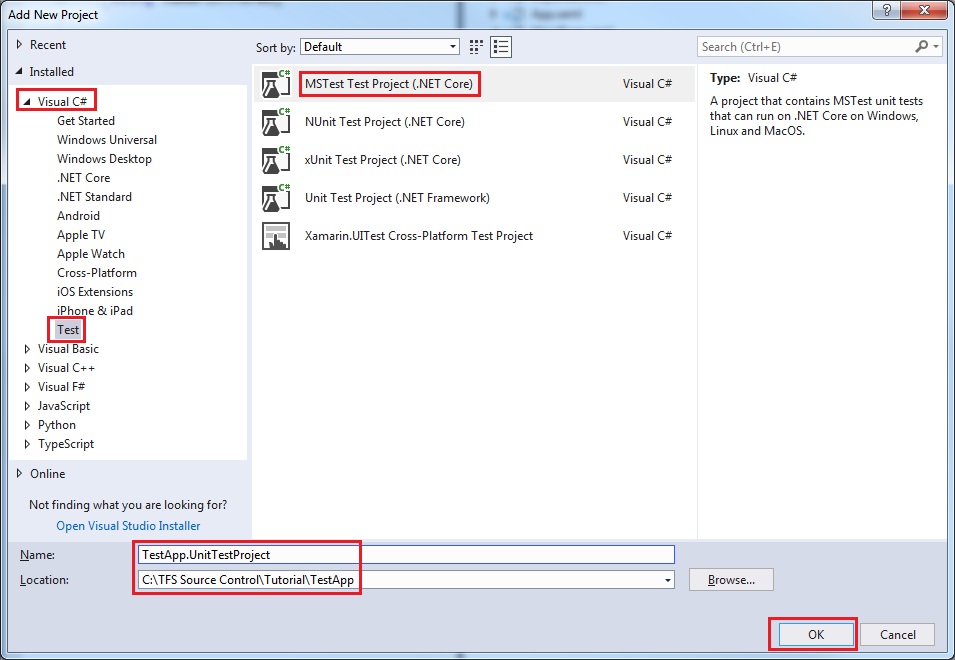 Add New Project
?
Recent
Installed
Visual C#
Get Started
Windows Universal
Windows Desktop
.NET Core
.NET Standard
Android
Apple TV
Apple Watch
Cross-Platform
iOS Extensions
iPhone & iPad
Test
Visual Basic
Visual C++
Visual F#
JavaScript
Python
TypeScript
Online
Not finding what you are looking for?
Open Visual Studio Installer
Sort by: Default
C# MSTest Test Project (.NET Core) Visual C#
C# NUnit Test Project (.NET Core) Visual C#
C# xUnit Test Project (.NET Core) Visual C#
C# Unit Test Project (.NET Framework) Visual C#
Xamarin.UITest Cross-Platform Test Project Visual C#
Search (Ctrl+E)
Type: Visual C#
A project that contains MSTest unit tests
that can run on .NET Core on Windows,
Linux and MacOS.
Name: TestApp.UnitTestProject
Location: C:\TFS Source Control\Tutorial\TestApp
Browse...
OK Cancel